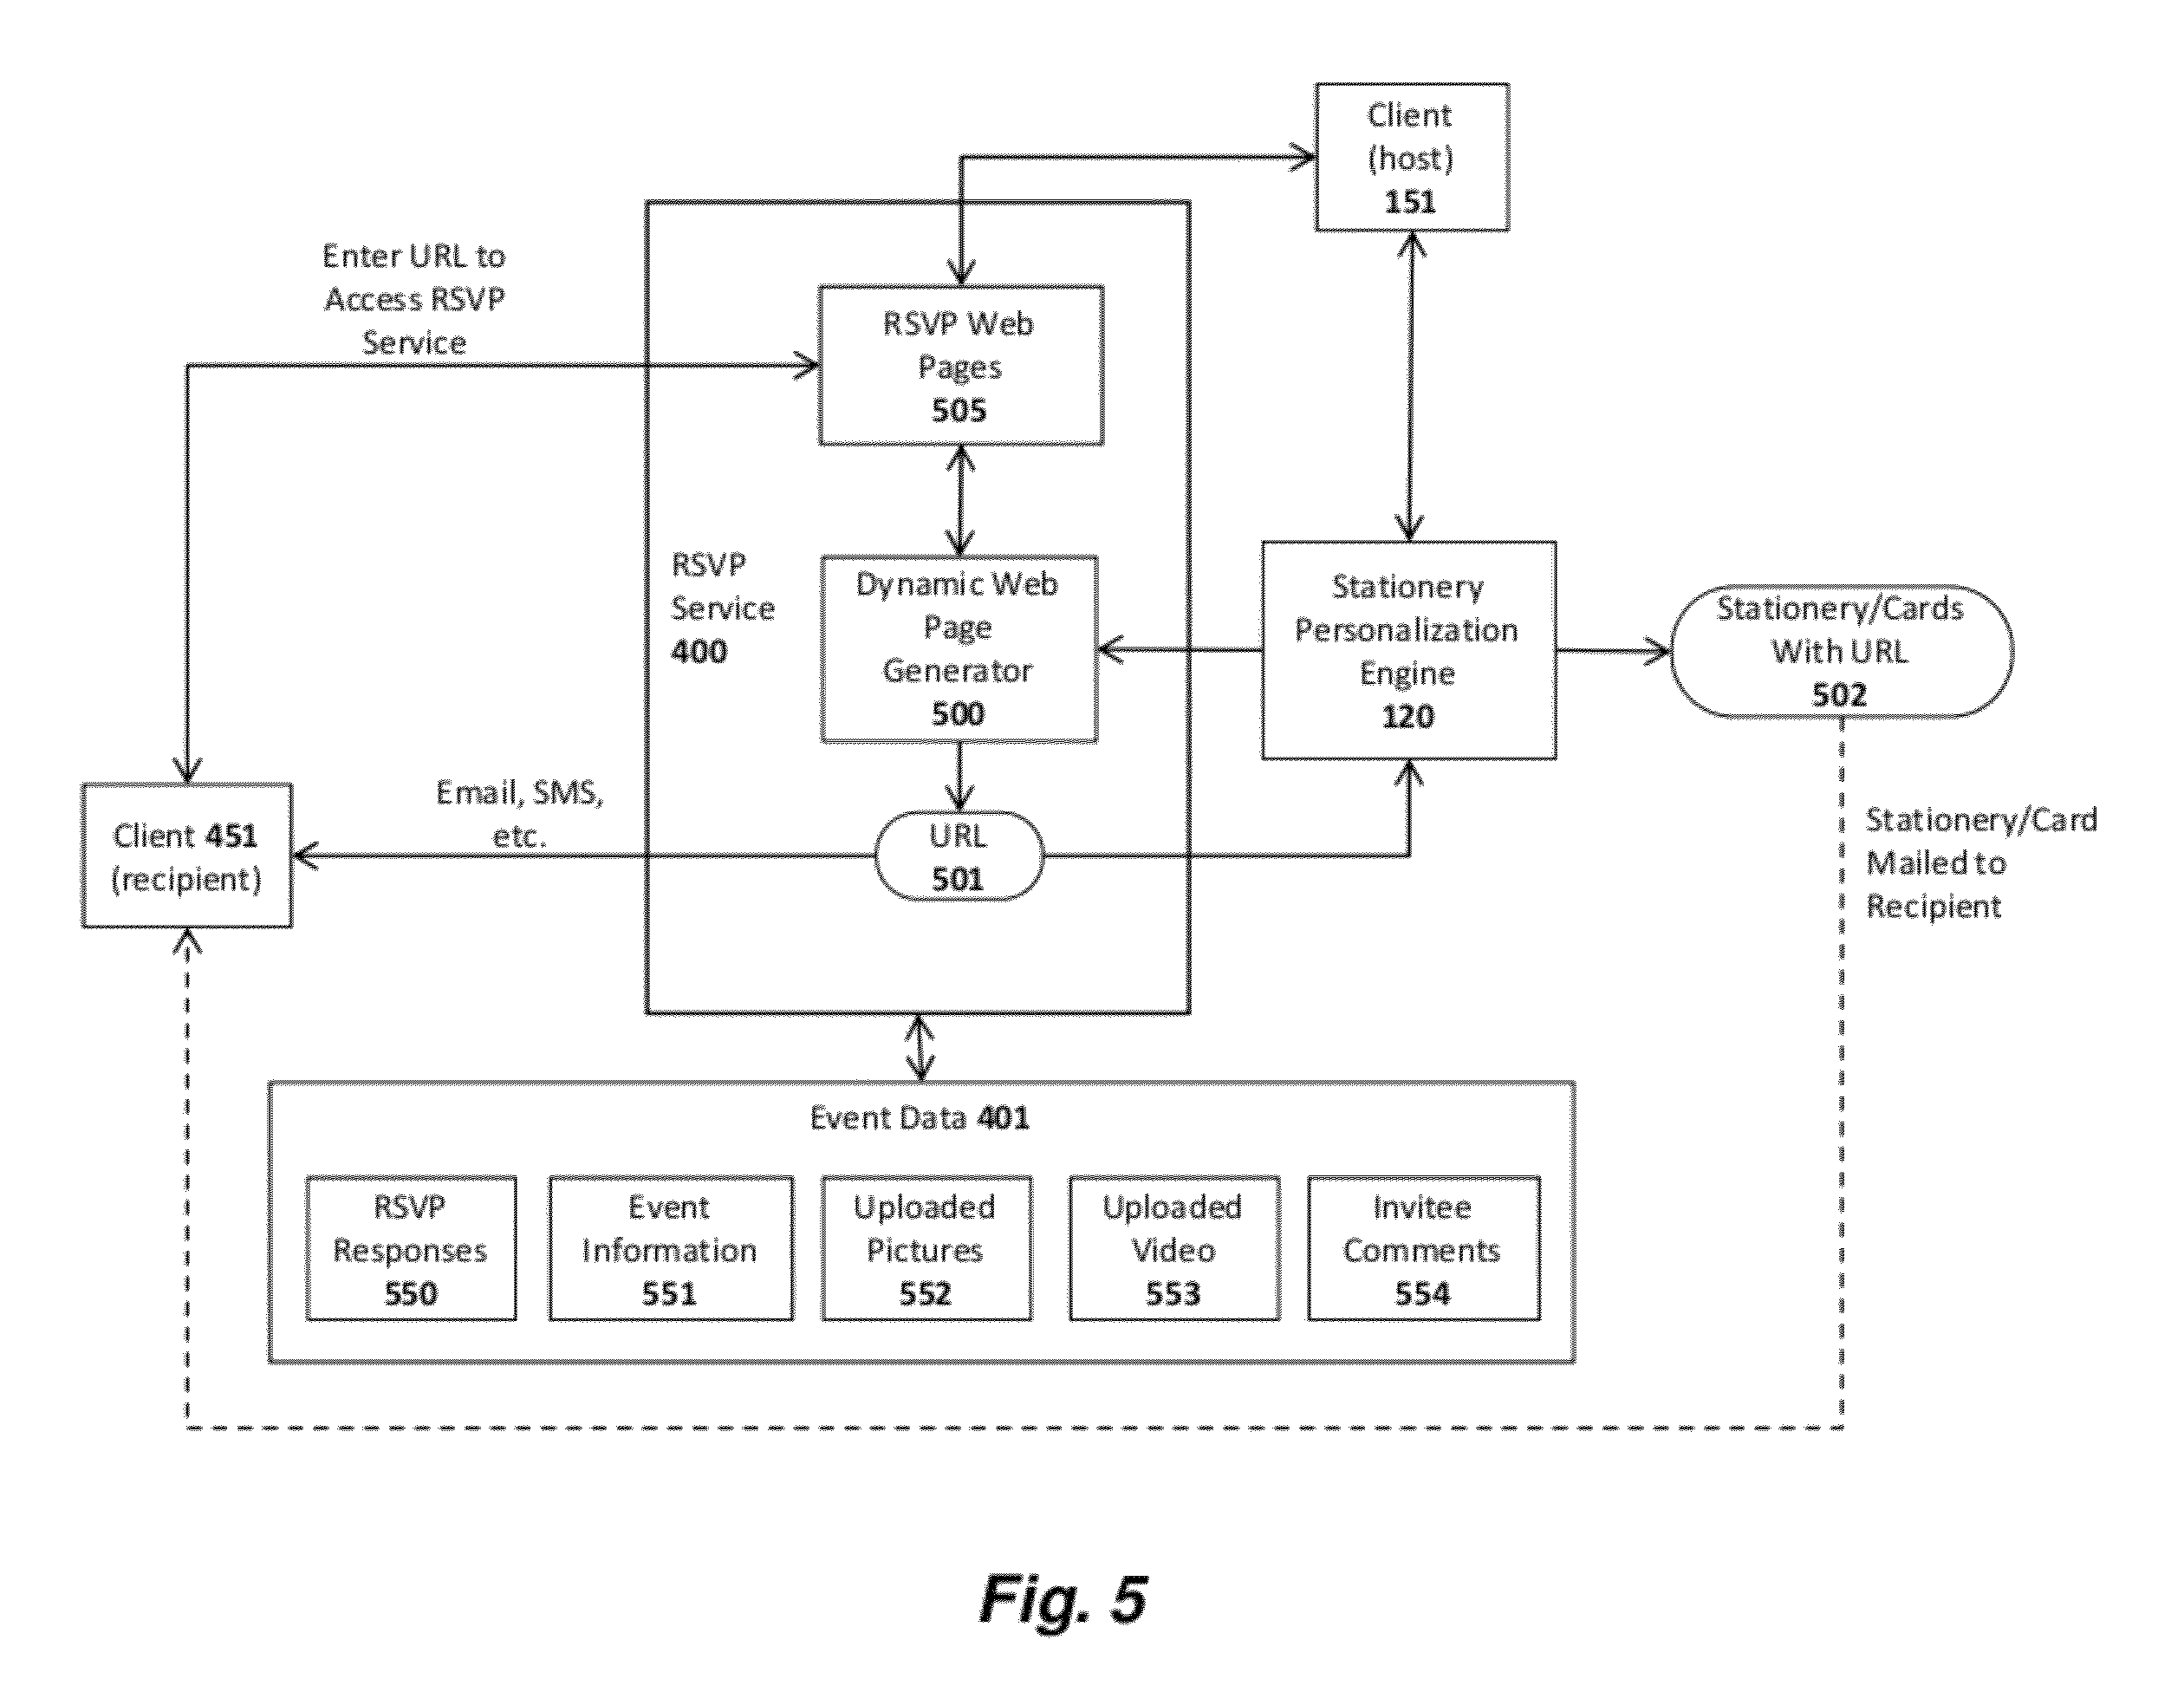 Client
(host)
151
Enter URL to
Access RSVP
Service
RSVP Web
Pages
505
RSVP
Service
400
Dynamic Web
Page
Generator
500
Stationery
Personalization
Engine
120
Stationery/Cards
With URL
502
Email, SMS,
etc.
Client 451
(recipient)
URL
501
Stationery/Card
Mailed to
Recipient
Event Data 401
RSVP
Responses
550
Event
Information
551
Uploaded
Pictures
552
Uploaded
Video
553
Invitee
Comments
554
Fig. 5